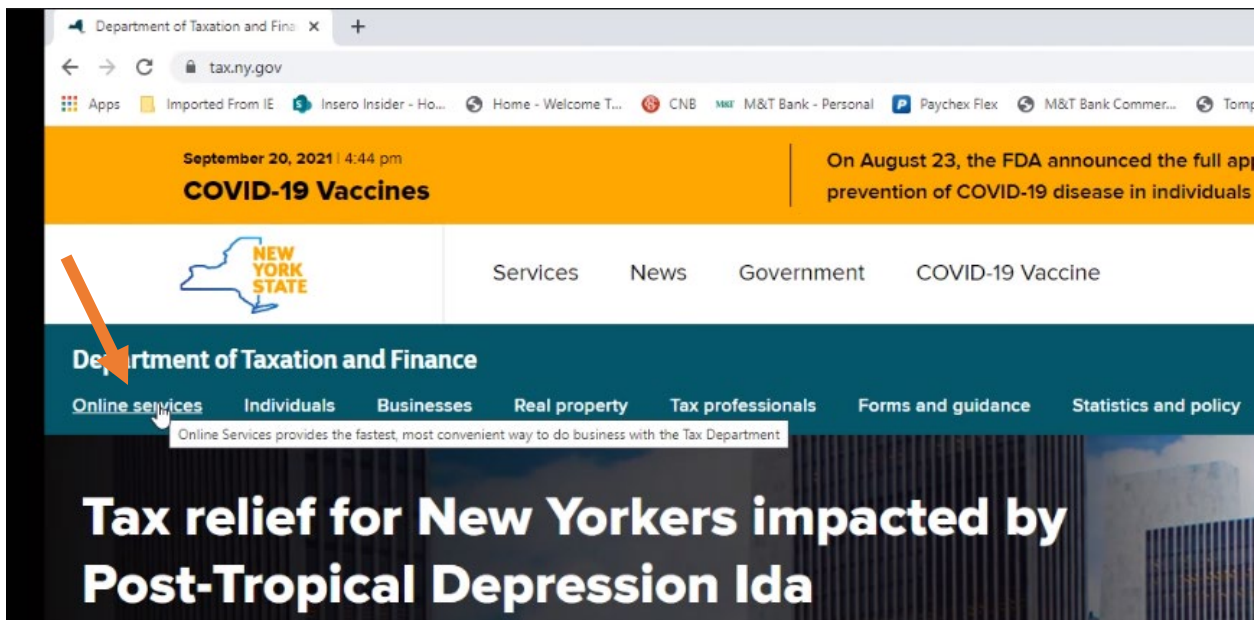 Department of Taxation and Fina
tax.ny.gov
Apps Imported From IE Insero Insider - Ho... Home - Welcome T... CNB M&T Bank - Personal Paychex Flex M&T Bank Commer... Tomp
September 20, 2021 | 4:44 pm
COVID-19 Vaccines
On August 23, the FDA announced the full app
prevention of COVID-19 disease in individuals
NEW
YORK
STATE
Services News Government COVID-19 Vaccine
Department of Taxation and Finance
Online services Individuals Businesses Real property Tax professionals Forms and guidance Statistics and policy
Online Services provides the fastest, most convenient way to do business with the Tax Department
Tax relief for New Yorkers impacted by
Post-Tropical Depression Ida